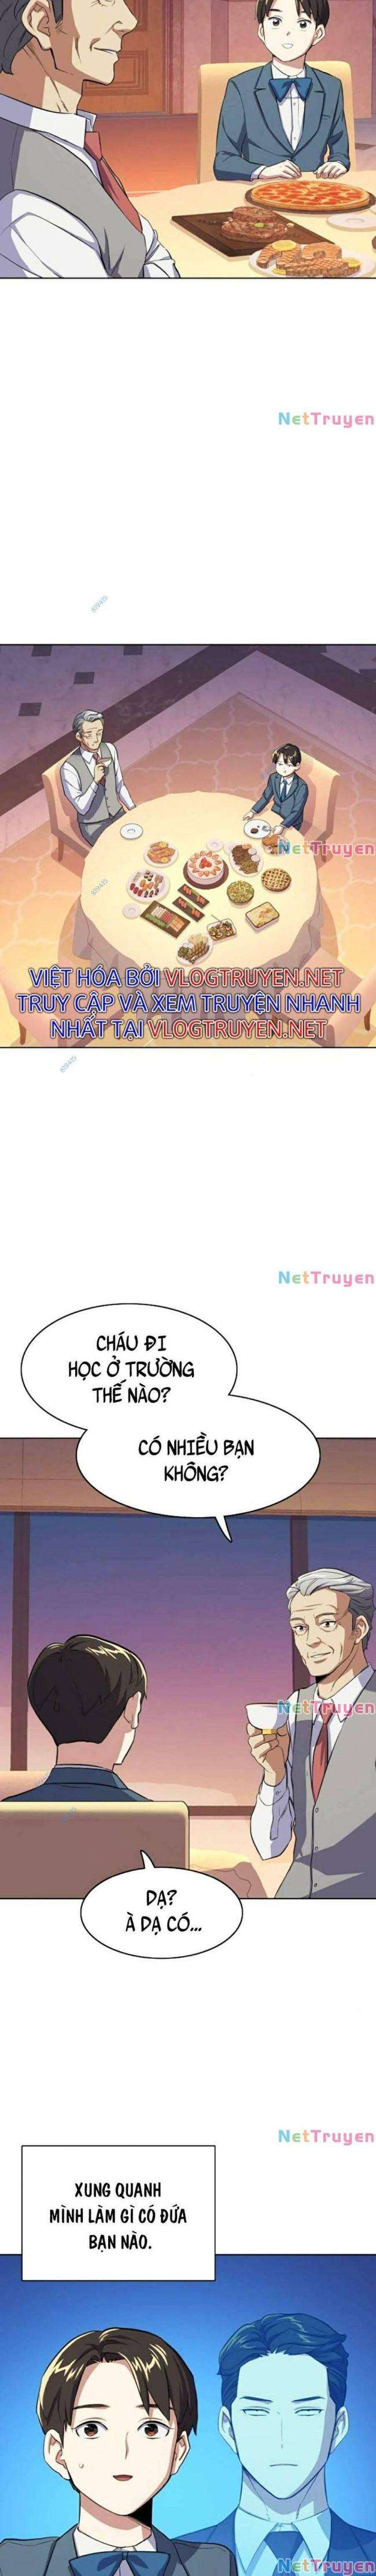 NetTruyen
NetTruyen
VIỆT HÓA BỞI VLOGTRUYEN.NET
TRUY CẬP VÀ XEM TRUYỆN NHANH
NHẤT TẠI VLOGTRUYEN.NET
NetTruyen
CHÁU ĐI
HỌC Ở TRƯỜNG
THẾ NÀO?
CÓ NHIỀU BẠN
KHÔNG?
NetTruyen
DẠ?
À DẠ CÓ...
NetTruyen
XUNG QUANH
MÌNH LÀM GÌ CÓ ĐỨA
BẠN NÀO.
NetTruyen